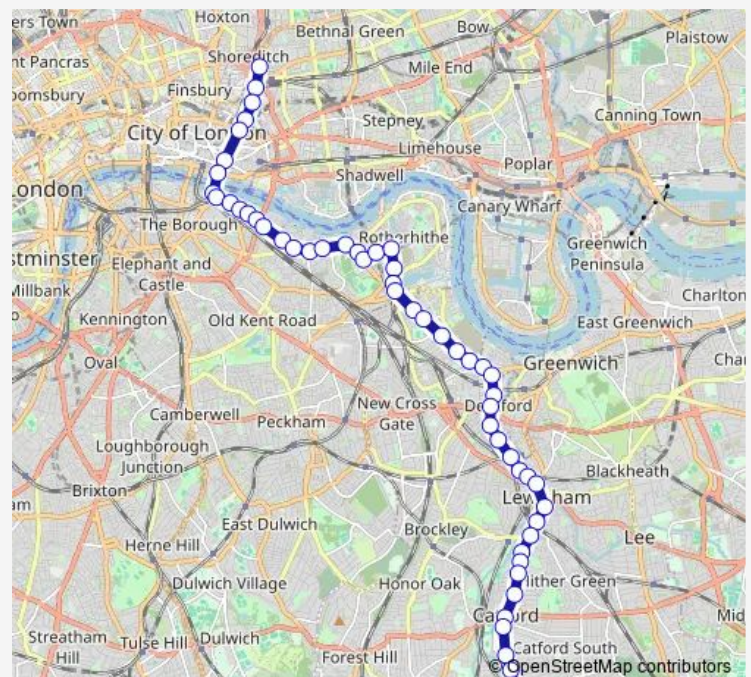 Hoxton
ers Town
Bethnal Green
Bow
Plaistow
Shoreditch
nt Pancras
Mile End
Finsbury
oomsbury
Stepney
Canning Town
City of London
Limehouse
Poplar
Shadwell
London
Canary Wharf
The Borough
Rotherhithe
Greenwich
Peninsula
stminster
Elephant and
Castle
Millbank
Charlton
Kennington
Old Kent Road
East Greenwich
Oval
Greenwich
Char
New Cross
Gate
Deptford
Camberwell
Peckham
Loughborough
Junction
Blackheath
Brixton
am
Lewisham
East Dulwich
Brockley
Lee
Herne Hill
Dulwich Village
Honor Oak
lither Green
Catford
Mid
Streatham
Hill
Tulse Hill
Dulwich
Forest Hill
Catford South
© OpenStreetMap contributors